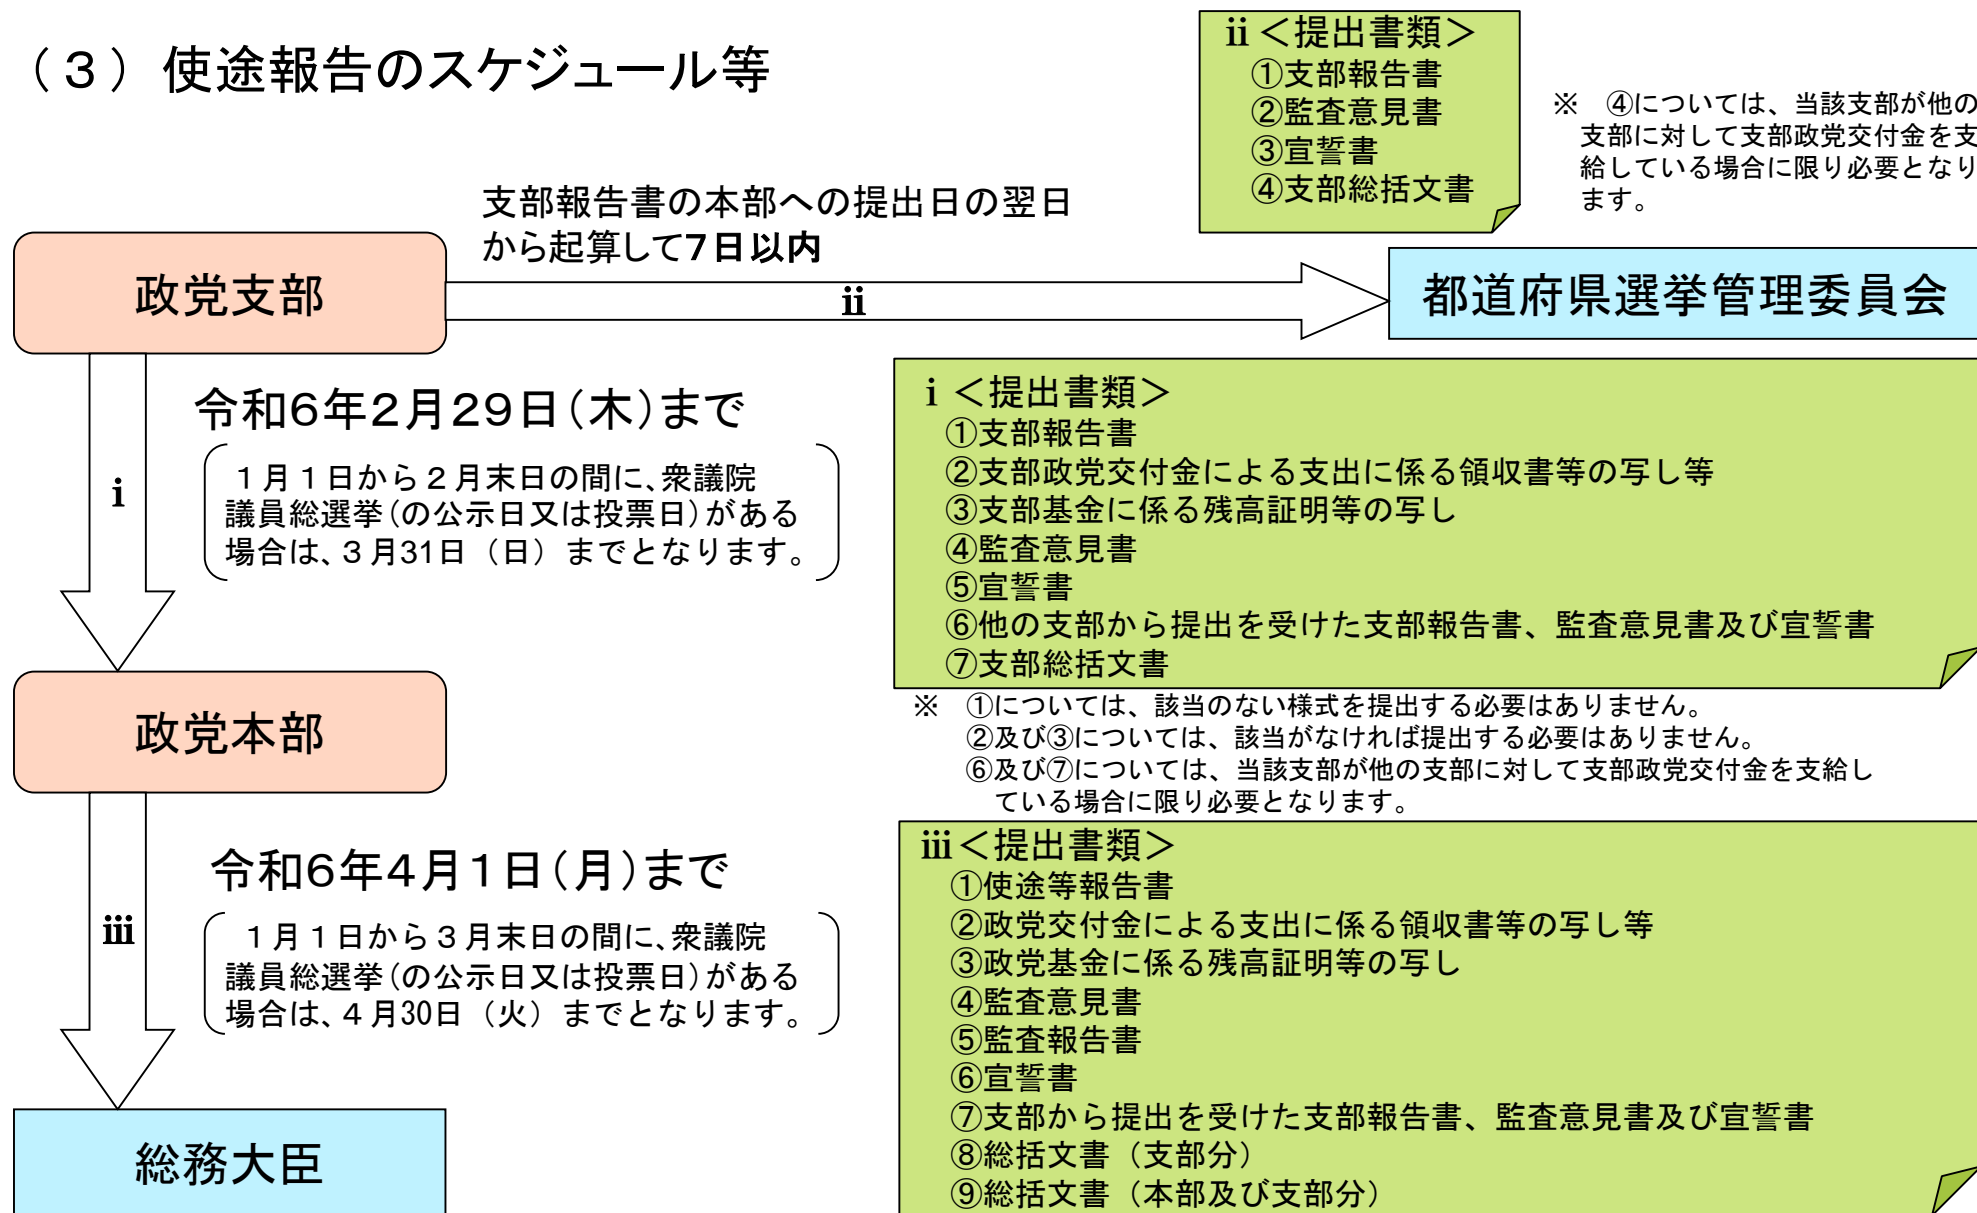 （３）使途報告のスケジュール等
ii＜提出書類＞
①支部報告書
②監査意見書
③宣誓書
④支部総括文書
※　④については、当該支部が他の
支部に対して支部政党交付金を支
給している場合に限り必要となり
ます。
支部報告書の本部への提出日の翌日
から起算して7日以内
政党支部
ii
都道府県選挙管理委員会
i
令和6年2月29日（木）まで
１月１日から２月末日の間に、衆議院
議員総選挙（の公示日又は投票日）がある
場合は、３月31日（日）までとなります。
i ＜提出書類＞
①支部報告書
②支部政党交付金による支出に係る領収書等の写し等
③支部基金に係る残高証明等の写し
④監査意見書
⑤宣誓書
⑥他の支部から提出を受けた支部報告書、監査意見書及び宣誓書
⑦支部総括文書
※　①については、該当のない様式を提出する必要はありません。
②及び③については、該当がなければ提出する必要はありません。
⑥及び⑦については、当該支部が他の支部に対して支部政党交付金を支給し
ている場合に限り必要となります。
政党本部
iii
令和6年4月1日（月）まで
１月１日から３月末日の間に、衆議院
議員総選挙（の公示日又は投票日）がある
場合は、４月30日（火）までとなります。
iii＜提出書類＞
①使途等報告書
②政党交付金による支出に係る領収書等の写し等
③政党基金に係る残高証明等の写し
④監査意見書
⑤監査報告書
⑥宣誓書
⑦支部から提出を受けた支部報告書、監査意見書及び宣誓書
⑧総括文書（支部分）
⑨総括文書（本部及び支部分）
総務大臣